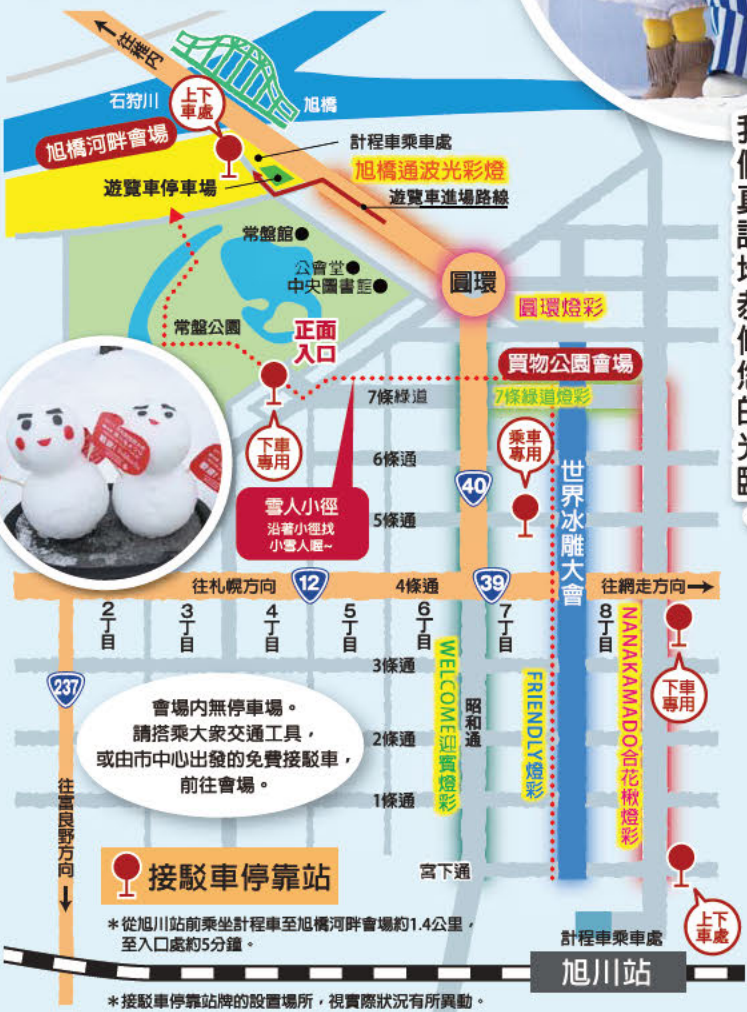 往稚內
石狩川
上下
車處
旭橋
旭橋河畔會場
計程車乘車處
旭橋通波光彩燈
遊覽車停車場
遊覽車進場路線
常盤館
公會堂
中央圖書館
圓環
圓環燈彩
常盤公園
正面
入口
買物公園會場
7條綠道
7條綠道燈彩
下車
專用
乘車
專用
6條通
40
世界冰雕大會
雪人小徑
沿著小徑找
小雪人喔~
5條通
往札幌方向
12
4條通
39
往網走方向
2丁目
3丁目
4丁目
5丁目
6丁目
7丁目
8丁目
NANAKAMADO合花楸燈彩
下車
專用
3條通
WELCOME迎賓燈彩
昭和通
FRIENDLY燈彩
237
會場內無停車場。
請搭乘大眾交通工具，
或由市中心出發的免費接駁車，
前往會場。
2條通
1條通
往富良野方向
接駁車停靠站
宮下通
上下
車處
＊從旭川站前乘坐計程車至旭橋河畔會場約1.4公里，
至入口處約5分鐘。
計程車乘車處
旭川站
＊接駁車停靠站牌的設置場所，視實際狀況有所異動。